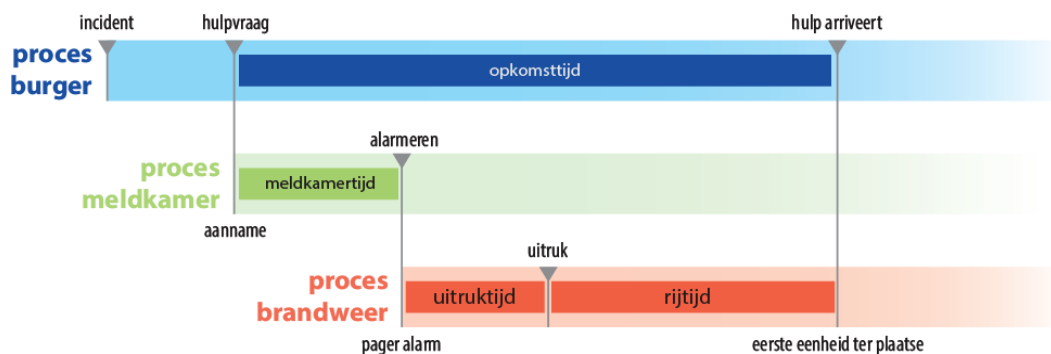 incident
hulpvraag
hulp arriveert
proces
burger
opkomsttijd
alarmeren
proces
meldkamer
meldkamertijd
aanname
uitruk
proces
brandweer
uitruktijd
rijtijd
pager alarm
eerste eenheid ter plaatse